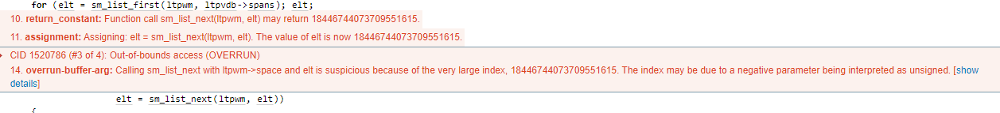 for (elt = sm_list_first(ltpwm, ltpvdb->spans); elt;
10. return_constant: Function call sm_list_next(ltpwm, elt) may return 18446744073709551615.
11. assignment: Assigning: elt = sm_list_next(ltpwm, elt). The value of elt is now 18446744073709551615.
CID 1520786 (#3 of 4): Out-of-bounds access (OVERRUN)
14. overrun-buffer-arg: Calling sm_list_next with ltpwm->space and elt is suspicious because of the very large index, 18446744073709551615. The index may be due to a negative parameter being interpreted as unsigned. [show
details]
elt = sm_list_next(ltpwm, elt))
{